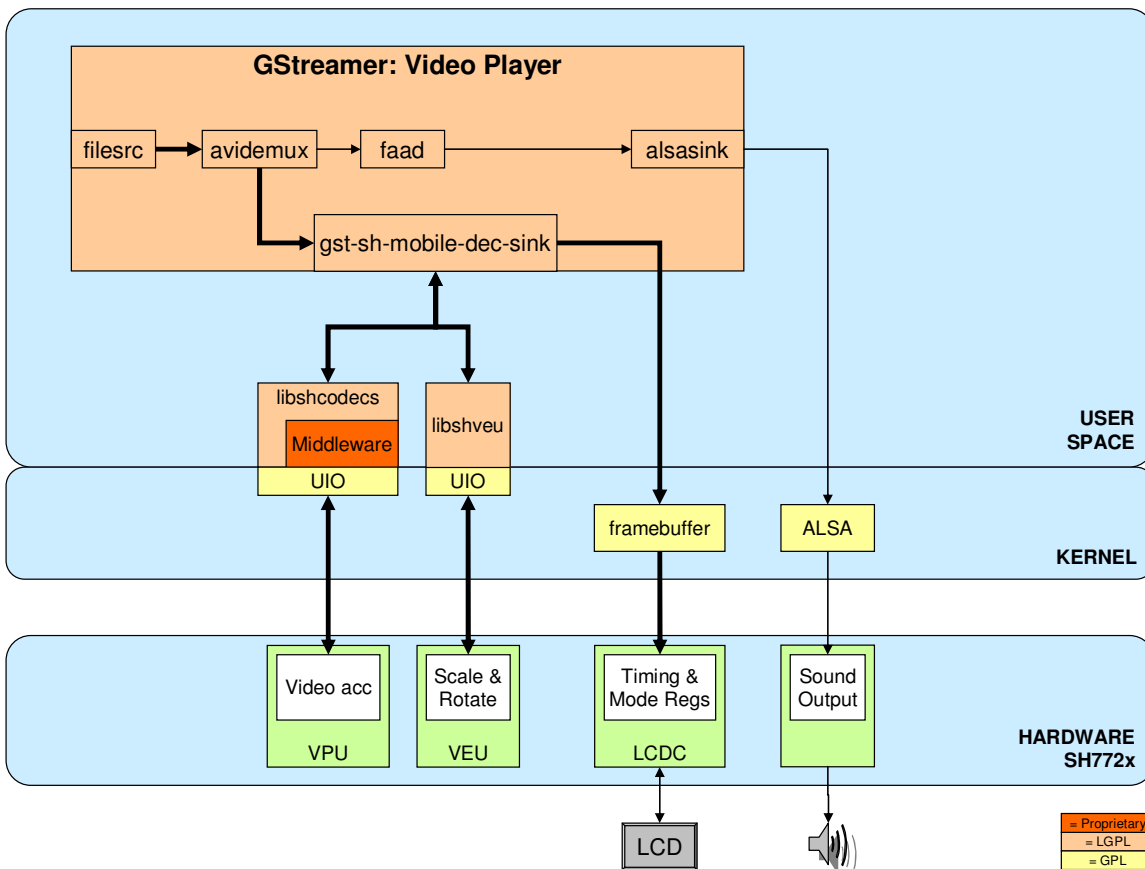 GStreamer: Video Player
filesrc
avidemux
faad
alsasink
gst-sh-mobile-dec-sink
libshcodecs
Middleware
libshveu
USER
SPACE
UIO
UIO
framebuffer
ALSA
KERNEL
Video acc
Scale &
Rotate
Timing &
Mode Regs
Sound
Output
VPU
VEU
LCDC
HARDWARE
SH772x
LCD
= Proprietary
= LGPL
= GPL